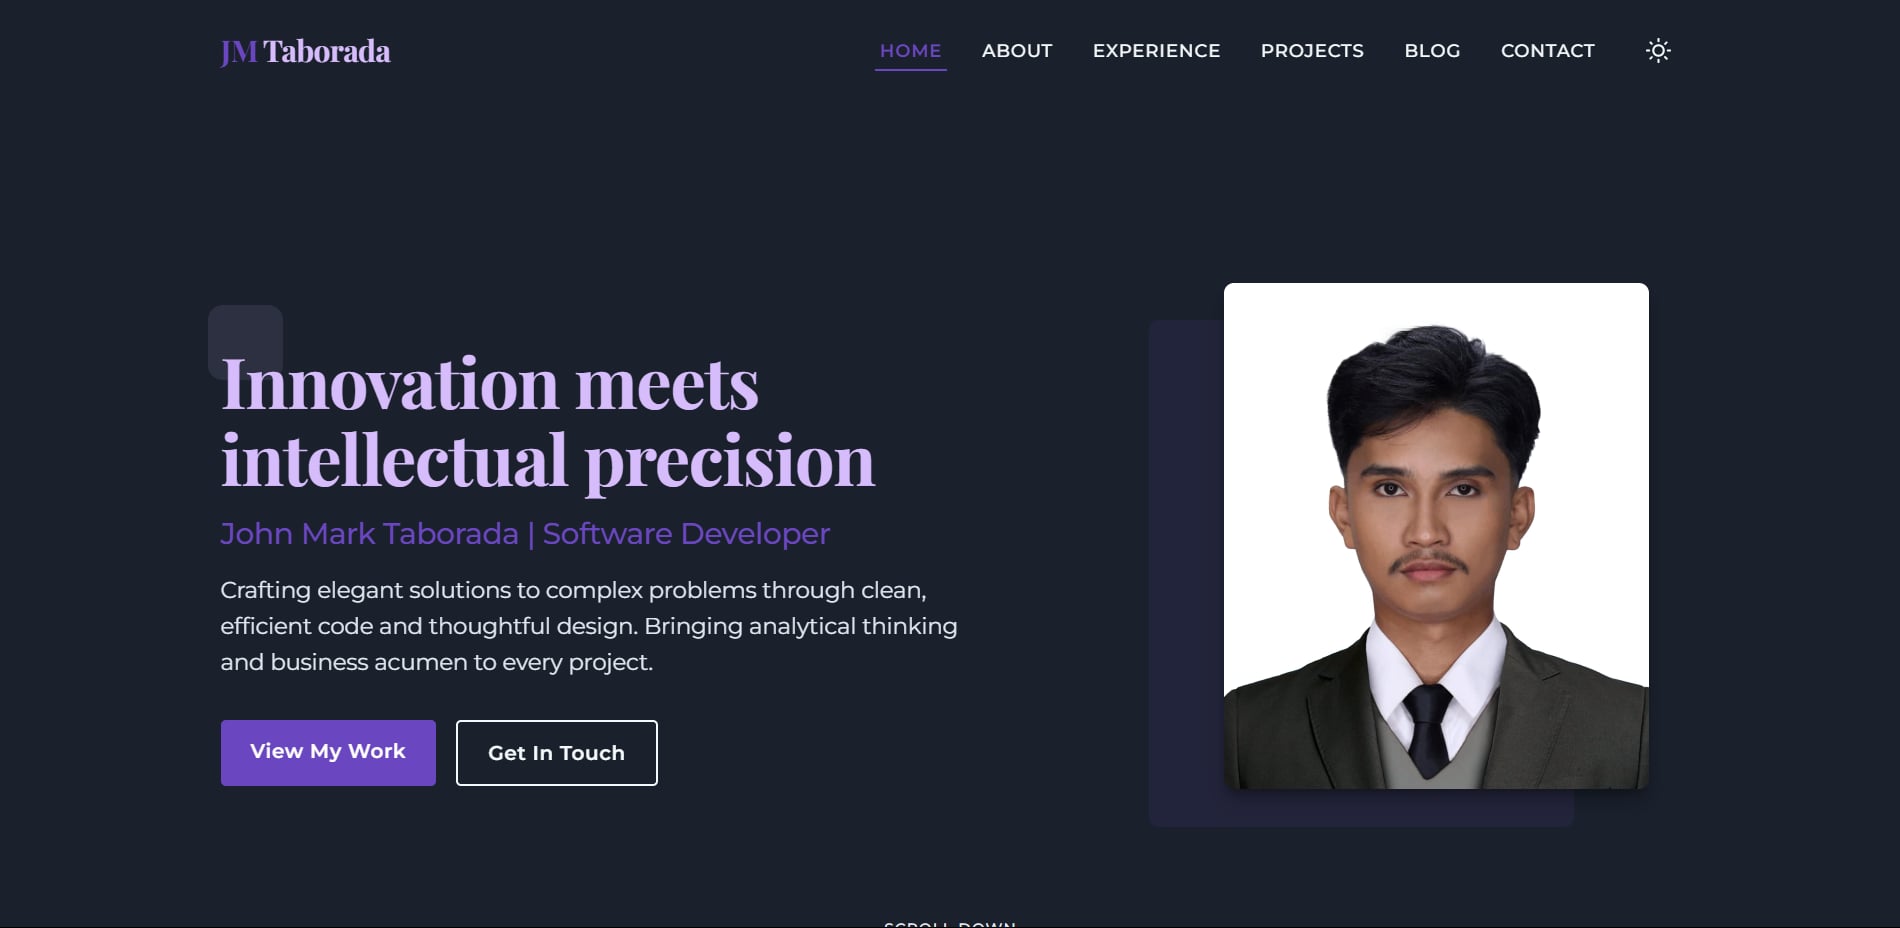 JM Taborada
HOME
ABOUT
EXPERIENCE
PROJECTS
BLOG
CONTACT
Innovation meets
intellectual precision
John Mark Taborada | Software Developer
Crafting elegant solutions to complex problems through clean,
efficient code and thoughtful design. Bringing analytical thinking
and business acumen to every project.
View My Work
Get In Touch
SCROLL DOWN